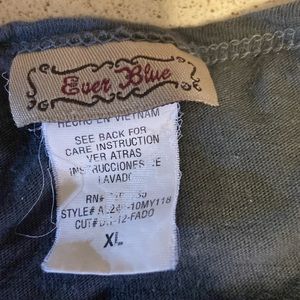 Ever Blue
HECHO EN VIETNAM
SEE BACK FOR
CARE INSTRUCTION
VER ATRAS
INSTRUCCIONES DE
LAVADO
RN#
STYLE#
CUT#
XL